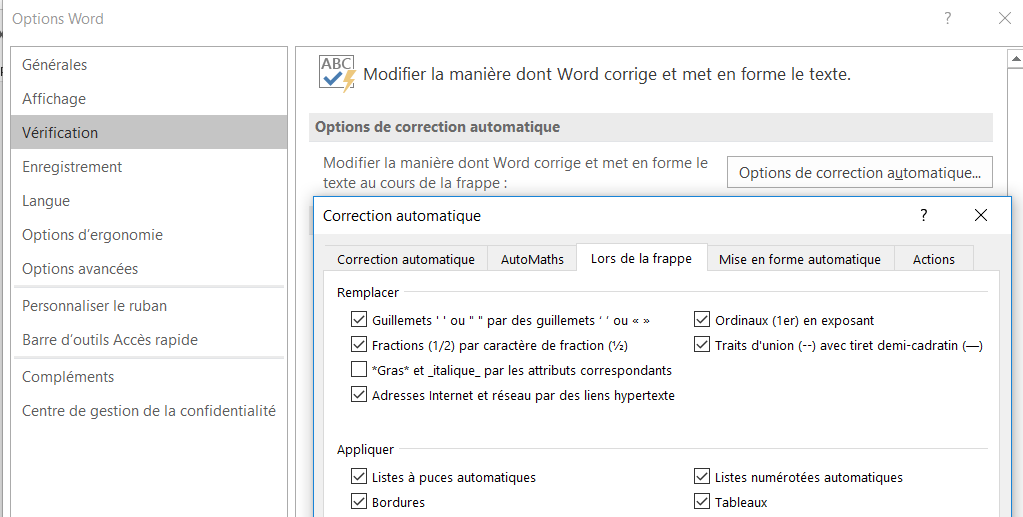 Options Word
?
Générales
Affichage
Vérification
Enregistrement
Langue
Options d'ergonomie
Options avancées
Personnaliser le ruban
Barre d'outils Accès rapide
Compléments
Centre de gestion de la confidentialité
ABC
Modifier la manière dont Word corrige et met en forme le texte.
Options de correction automatique
Modifier la manière dont Word corrige et met en forme le
texte au cours de la frappe :
Options de correction automatique...
Correction automatique
?
Correction automatique
AutoMaths
Lors de la frappe
Mise en forme automatique
Actions
Remplacer
Guillemets ' ' ou " " par des guillemets ‘ ’ ou « »
Ordinaux (1er) en exposant
Fractions (1/2) par caractère de fraction (½)
Traits d'union (--) avec tiret demi-cadratin (—)
*Gras* et _italique_ par les attributs correspondants
Adresses Internet et réseau par des liens hypertexte
Appliquer
Listes à puces automatiques
Listes numérotées automatiques
Bordures
Tableaux